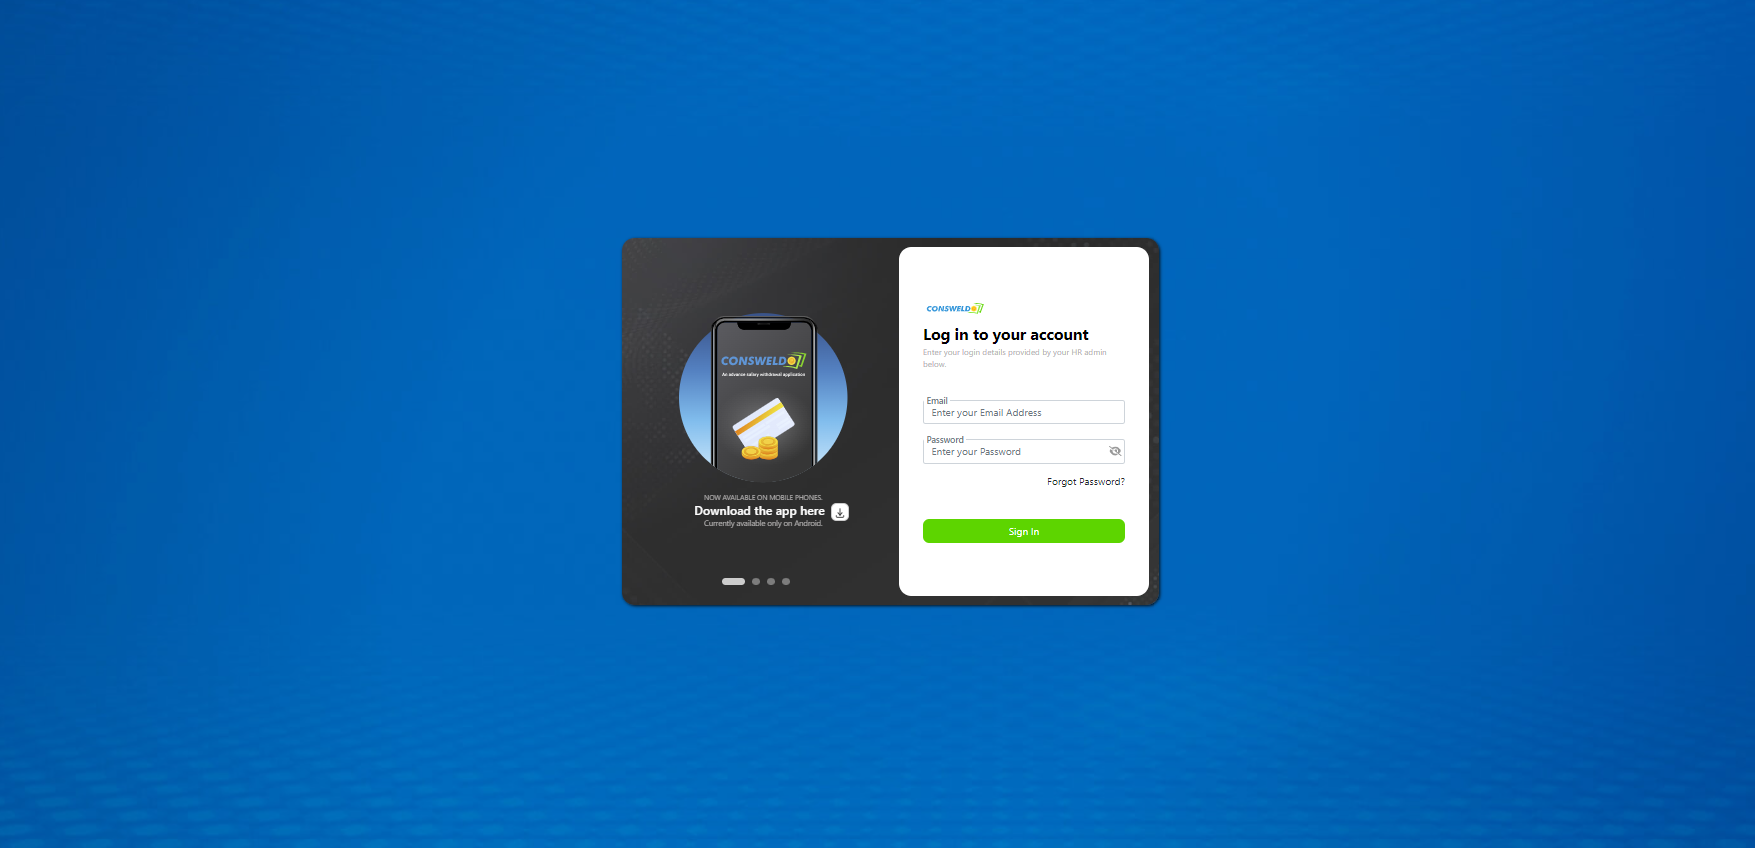 CONSWELDO
An advance salary withdrawal application
NOW AVAILABLE ON MOBILE PHONES.
Download the app here
Currently available only on Android.
CONSWELDO
Log in to your account
Enter your login details provided by your HR admin
below.
Email
Enter your Email Address
Password
Enter your Password
Forgot Password?
Sign In